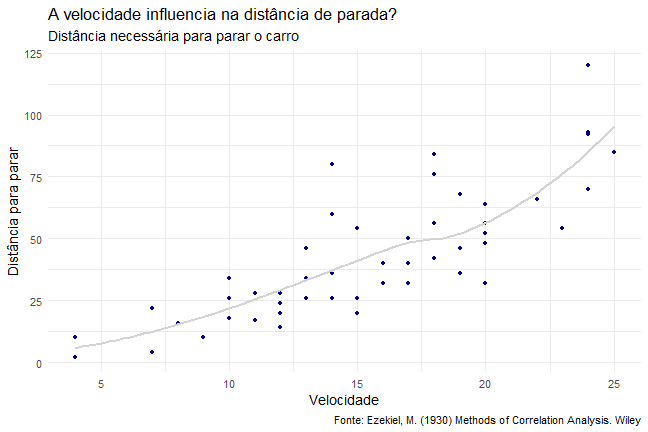 A velocidade influencia na distância de parada?
Distância necessária para parar o carro
Distância para parar
125
100
75
50
25
0
5
10
15
20
25
Velocidade
Fonte: Ezekiel, M. (1930) Methods of Correlation Analysis. Wiley